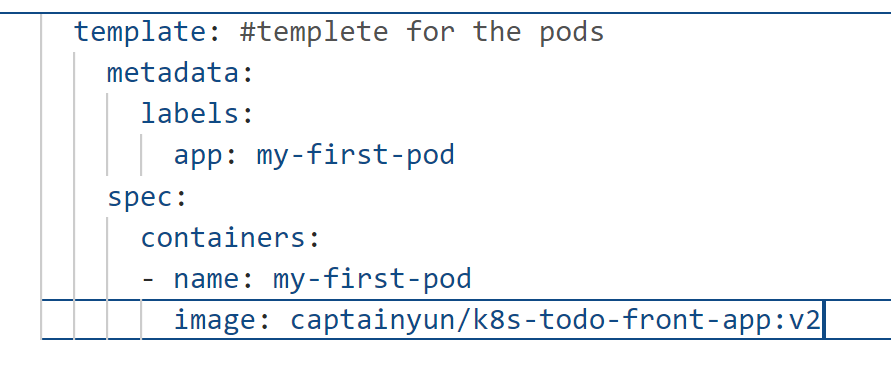 template: #templete for the pods
metadata:
labels:
app: my-first-pod
spec:
containers:
- name: my-first-pod
image: captainyun/k8s-todo-front-app:v2